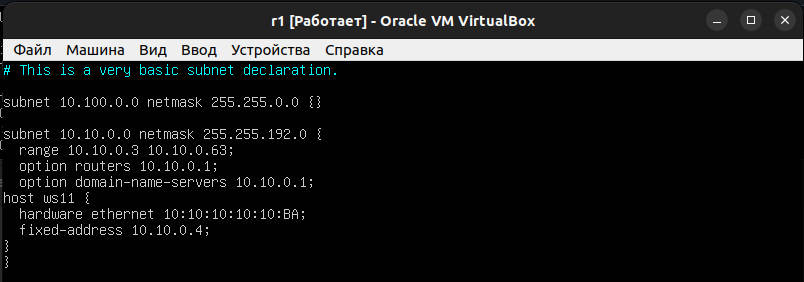 r1 [Работает] - Oracle VM VirtualBox
Файл Машина Вид Ввод Устройства Справка
# This is a very basic subnet declaration.
subnet 10.100.0.0 netmask 255.255.0.0 {}
subnet 10.10.0.0 netmask 255.255.192.0 {
  range 10.10.0.3 10.10.0.63;
  option routers 10.10.0.1;
  option domain-name-servers 10.10.0.1;
host ws11 {
  hardware ethernet 10:10:10:10:10:BA;
  fixed-address 10.10.0.4;
}
}